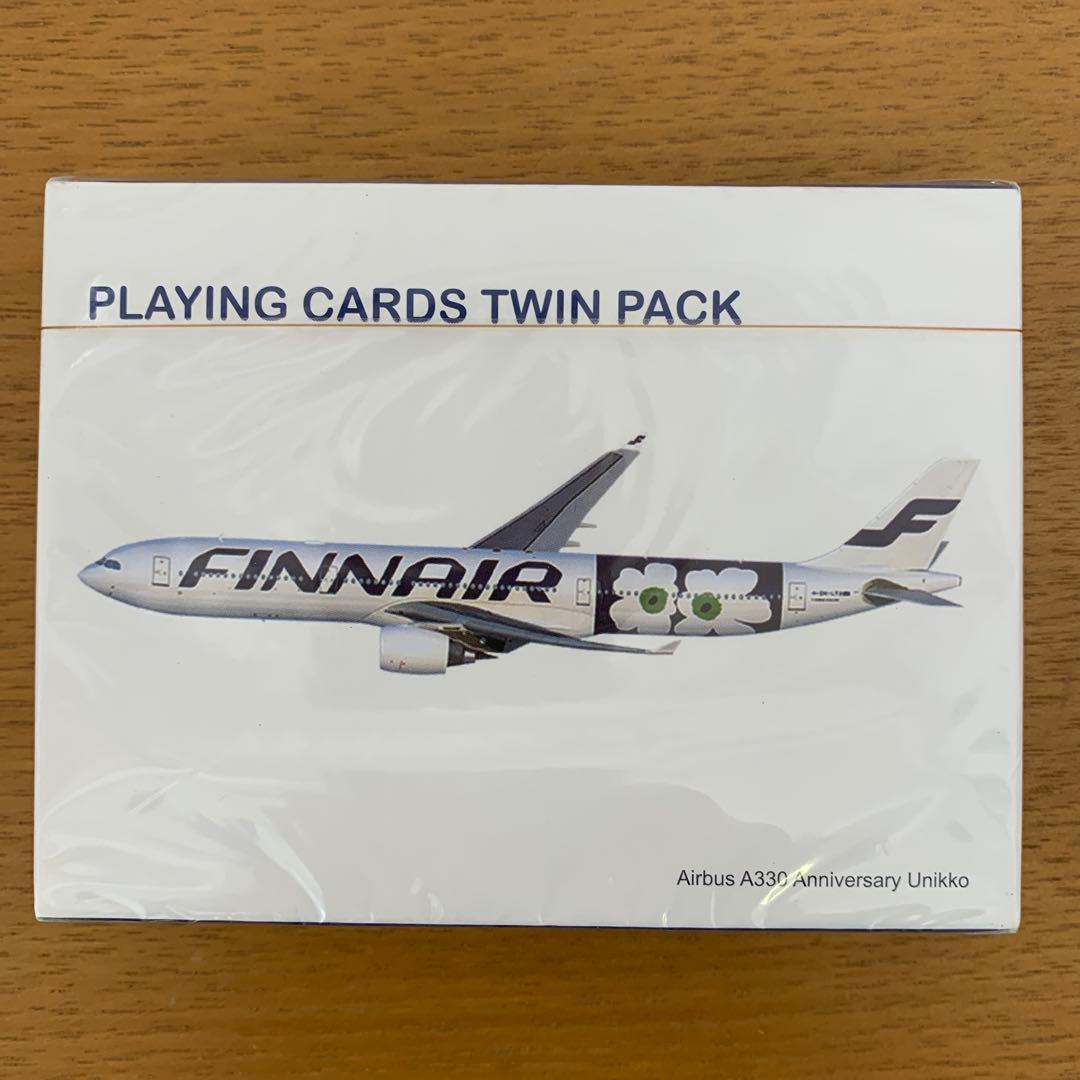 PLAYING CARDS TWIN PACK
FINNAIR
Airbus A330 Anniversary Unikko